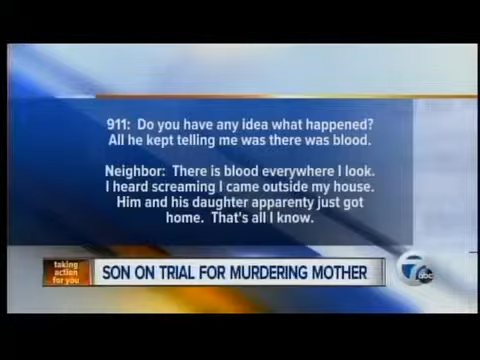 911: Do you have any idea what happened?
All he kept telling me was there was blood.
Neighbor: There is blood everywhere I look.
I heard screaming I came outside my house.
Him and his daughter apparenty just got
home. That's all I know.
taking
action
for you
SON ON TRIAL FOR MURDERING MOTHER
7
abc